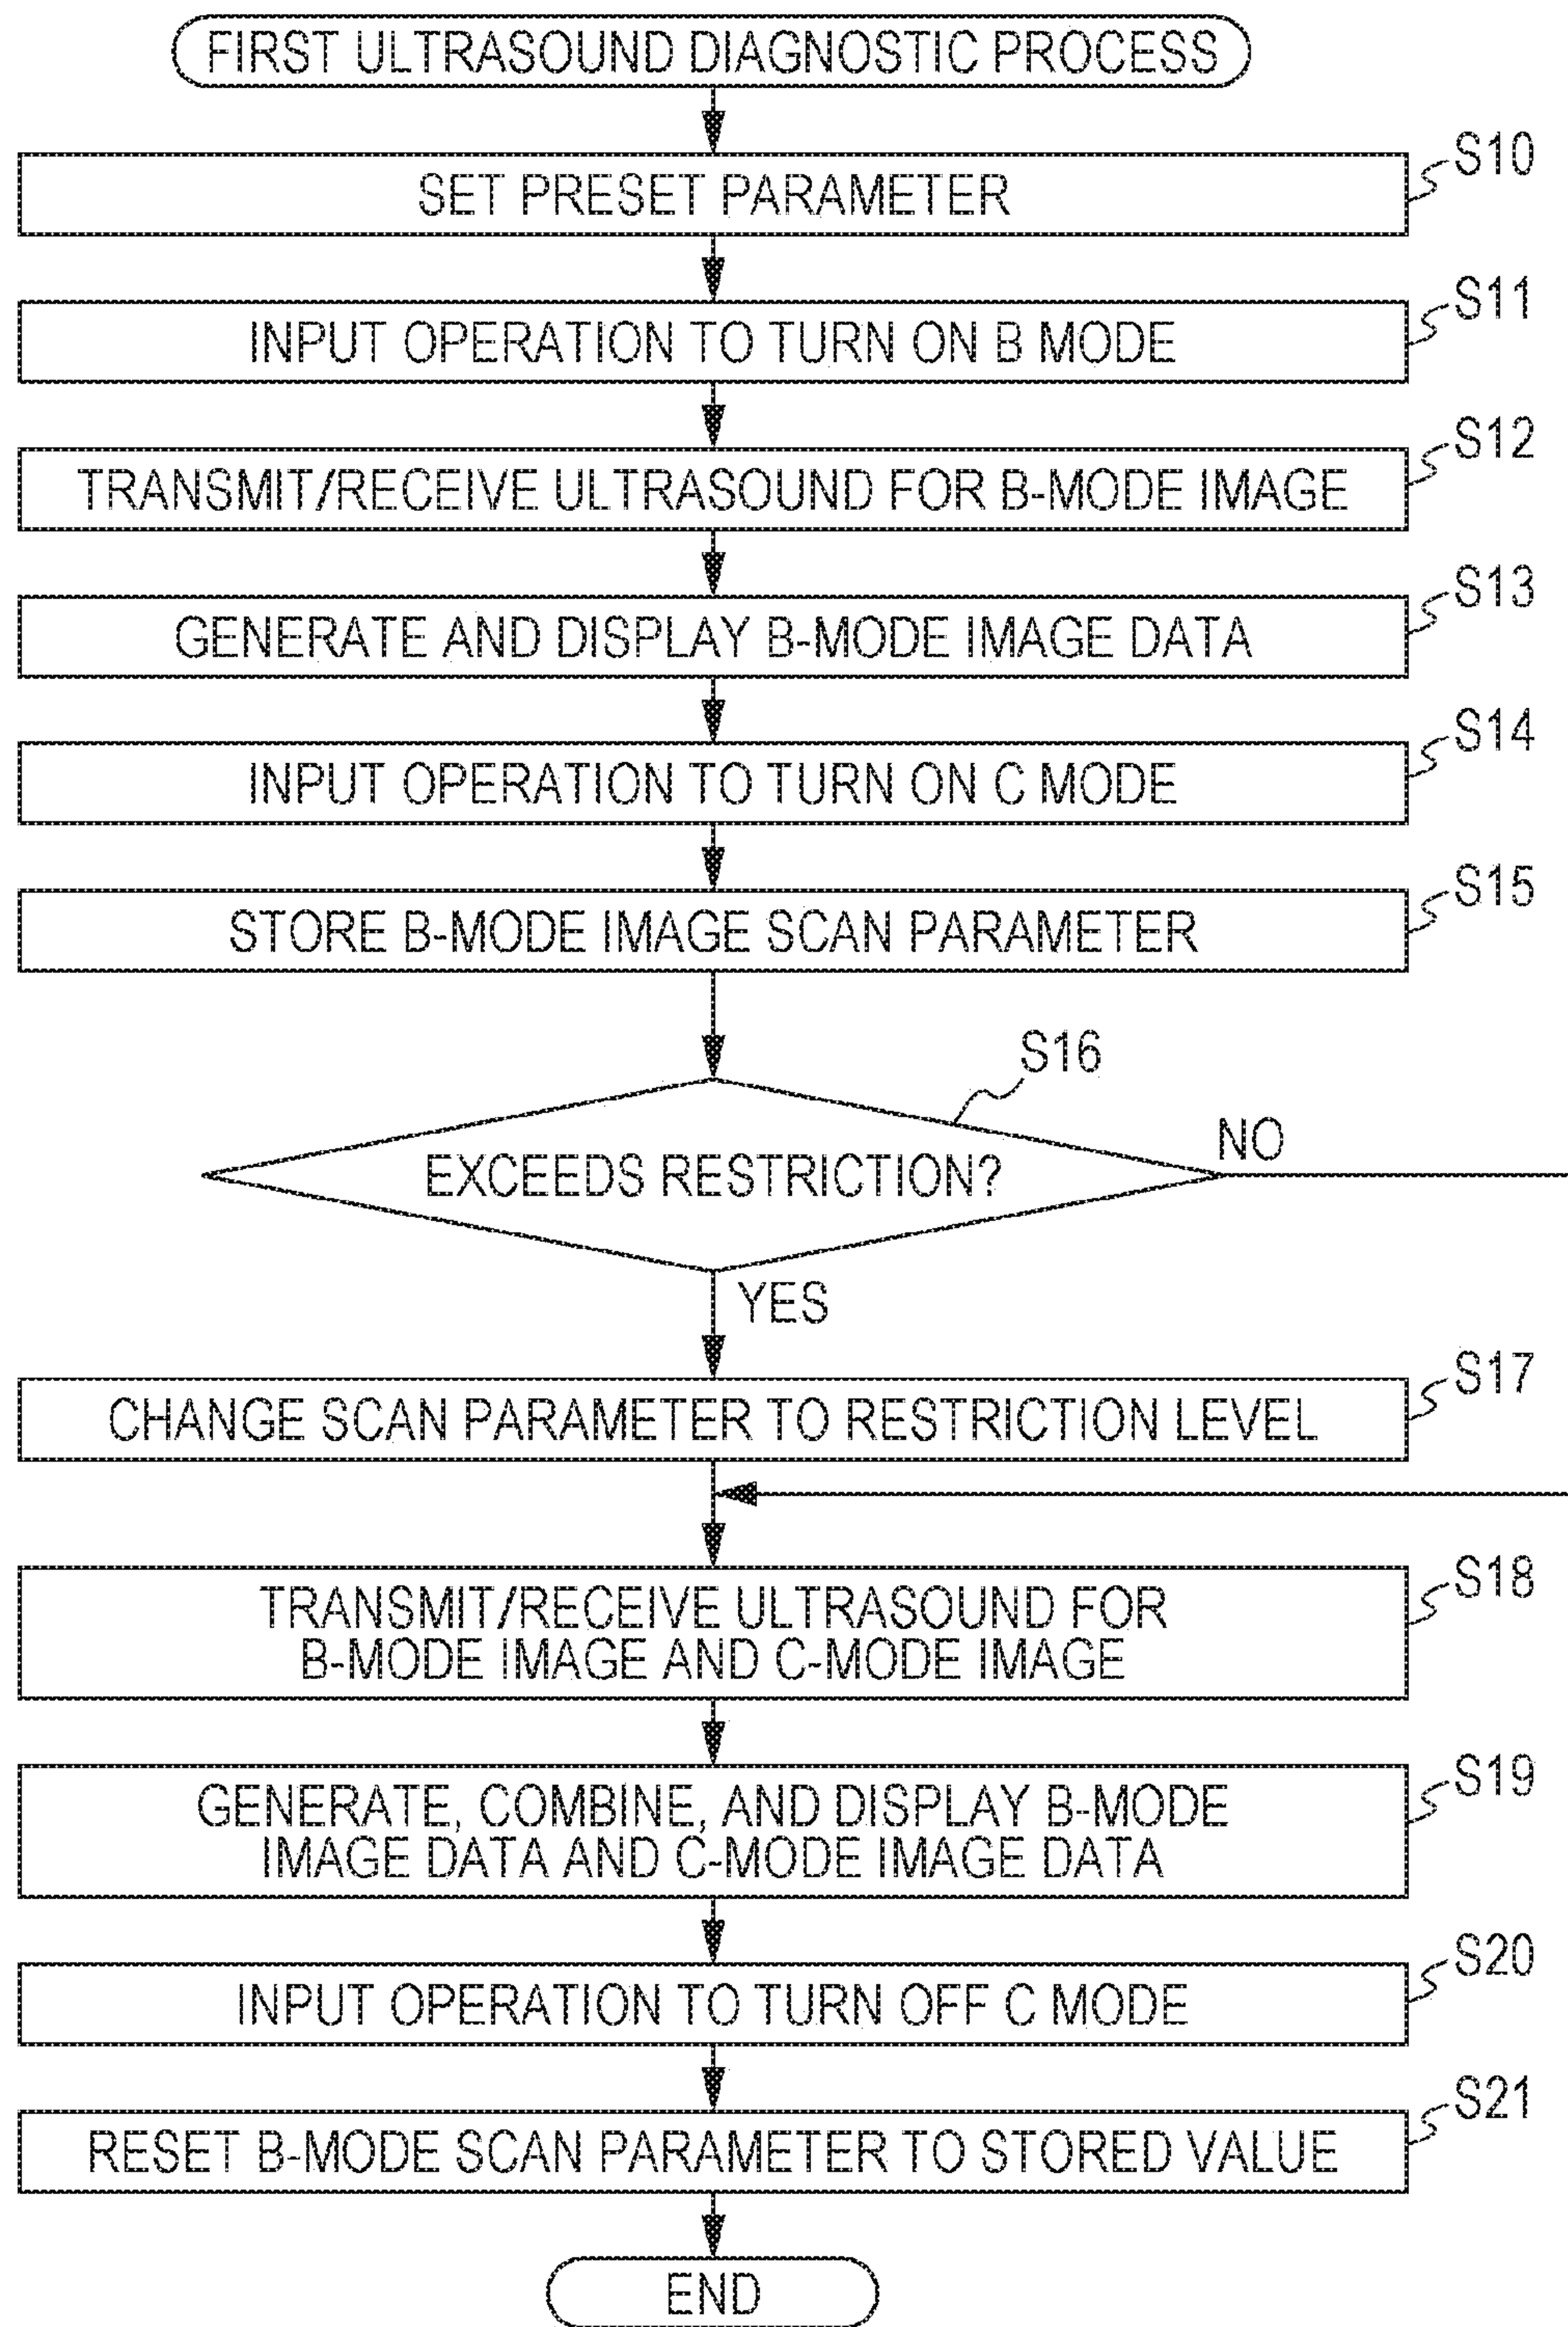 FIRST ULTRASOUND DIAGNOSTIC PROCESS
S10
SET PRESET PARAMETER
S11
INPUT OPERATION TO TURN ON B MODE
S12
TRANSMIT/RECEIVE ULTRASOUND FOR B-MODE IMAGE
S13
GENERATE AND DISPLAY B-MODE IMAGE DATA
S14
INPUT OPERATION TO TURN ON C MODE
S15
STORE B-MODE IMAGE SCAN PARAMETER
S16
EXCEEDS RESTRICTION?
NO
YES
S17
CHANGE SCAN PARAMETER TO RESTRICTION LEVEL
S18
TRANSMIT/RECEIVE ULTRASOUND FOR
B-MODE IMAGE AND C-MODE IMAGE
S19
GENERATE, COMBINE, AND DISPLAY B-MODE
IMAGE DATA AND C-MODE IMAGE DATA
S20
INPUT OPERATION TO TURN OFF C MODE
S21
RESET B-MODE SCAN PARAMETER TO STORED VALUE
END